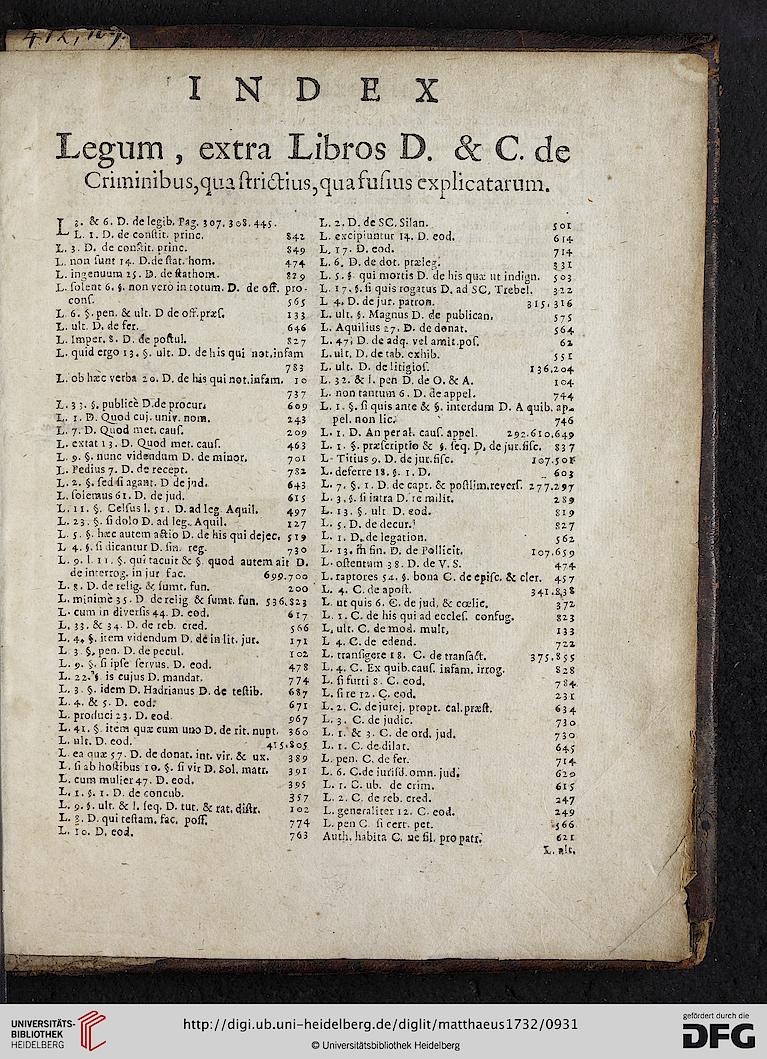 412, 107.
INDEX
Legum , extra Libros D. & C. de
Criminibus, qua ſtrictius, qua fuſius explicatarum.
L 3. & 6. D. de legib. Pag. 307. 308. 445.
L. 1. D. de conſtit. princ. 842
L. 3. D. de conſtit. princ. 849
L. non ſunt 14. D. de ſtat. hom. 474
L. ingenuum 25. D. de ſtat hom. 829
L. ſolent 6. §. non verò in totum. D. de off. pro-
conſ. 565
L. 6. §. pen. & ult. D de off. præſ. 133
L. ult. D. de fer. 646
L. Imper. 8. D. de poſtul. 827
L. quid ergo 13. §. ult. D. de his qui not. infam
783
L. ob hæc verba 20. D. de his qui not. infam. 10
737
L. 33. §. publicè D. de procur. 609
L. 1. D. Quod cuj. univ. nom. 243
L. 7. D. Quod met. cauſ. 209
L. extat 13. D. Quod met. cauſ. 463
L. 9. §. nunc videndum D. de minor. 701
L. Pedius 7. D. de recept. 782
L. 2. §. ſed ſi agant. D de jud. 643
L. ſolemus 61. D. de jud. 615
L. 11. §. Celſus l. 51. D. ad leg Aquil. 497
L. 23. §. ſi dolo D. ad leg. Aquil. 127
L. 5. §. hæc autem actio D. de his qui dejec. 519
L 4. §. ſi dicantur D. fin. reg. 730
L. 9. l. 11 §. qui tacuit & §. quod autem ait D.
de interrog. in jur fac. 699.700
L. 8. D. de relig. & ſumt. fun. 200
L. minimè 35. D de relig & ſumt. fun. 536.823
L. cum in diverſis 44. D. eod. 617
L. 33. & 34. D. de reb. cred. 566
L. 4. §. item videndum D. de in lit. jur. 171
L 3 §. pen. D. de pecul. 102
L. 9. §. ſi ipſe ſervus. D. eod. 478
L. 22. §. is cujus D. mandat. 774
L. 3. §. idem D. Hadrianus D. de teſtib. 687
L. 4. & 5. D. eod. 671
L. produci 23. D. eod. 967
L. 41. §. item quæ cum uno D. de rit. nupt. 360
L. ult. D. eod. 415.805
L. ea quæ 57. D. de donat. int. vir. & ux. 389
L. ſi ab hoſtibus 10. §. ſi vir D. Sol. matr. 391
L. cum mulier 47. D. eod. 395
L. 1. §. 1. D. de concub. 357
L. 9. §. ult. & l. ſeq. D. tut. & rat. diſtr. 102
L. 3. D. qui teſtam. fac. poſſ. 774
L. 10. D. eod. 763
L. 2. D. de SC. Silan. 501
L. excipiuntur 14. D. eod. 614
L. 17. D. eod. 714
L. 6. D. de dot. præleg. 331
L. 5. §. qui mortis D. de his quæ ut indign. 503
L. 17. §. ſi quis rogatus D. ad SC. Trebel. 322
L 4. D. de jur. patron. 315.316
L. ult. §. Magnus D. de publican. 575
L. Aquilius 27. D. de donat. 564
L. 47. D. de adq. vel amit. poſ. 62
L. ult. D. de tab. exhib. 551
L. ult. D. de litigioſ. 136.204
L. 32. & l. pen D. de O. & A. 104
L. non tantum 6. D. de appel. 744
L. 1. §. ſi quis ante & §. interdum D. A quib. ap-
pel. non lic. 746
L. 1. D. An per al. cauſ. appel. 292.610.649
L. 1. §. præſcriptio & §. ſeq. D. de jur. fiſc. 837
L. Titius 9. D. de jur. fiſc. 107.508
L. deferre 18. §. 1. D. 603
L. 7. §. 1. D. de capt. & poſtlim. reverſ. 277.297
L. 3. §. ſi intra D. re milit. 289
L. 13. §. ult D. eod. 819
L. 5. D. de decur. 827
L. 1. D. de legation. 562
L. 13. in fin. D. de Pollicit. 107.659
L. oſtentum 38. D. de V. S. 474
L. raptores 54. §. bona C. de epiſc. & cler. 457
L. 4. C. de apoſt. 341.838
L. ut quis 6. C. de jud. & cœlic. 372
L. 1. C. de his qui ad eccleſ. confug. 823
L. ult. C. de mod. mult. 133
L. 4. C. de edend. 722
L. tranſigere 18. C. de tranſact. 375.855
L. 4. C. Ex quib. cauſ. infam. irrog. 828
L. ſi furti 8. C. eod. 784
L. ſi re 12. C. eod. 231
L. 2. C. de jurej. propt. cal. præſt. 634
L. 3. C. de judic. 730
L. 1. & 3. C. de ord. jud. 730
L. 1. C. de dilat. 645
L. pen. C. de fer. 714
L. 6. C. de juriſd. omn. jud. 620
L. 1. C. ub. de crim. 615
L. 2. C. de reb. cred. 247
L. generaliter 12. C. eod. 249
L. pen C. ſi cert. pet. 566
Auth. habita C. ne fil. pro patr. 621
L. ult.
UNIVERSITÄTS-
BIBLIOTHEK
HEIDELBERG
http://digi.ub.uni-heidelberg.de/diglit/matthaeus1732/0931
© Universitätsbibliothek Heidelberg
gefördert durch die
DFG